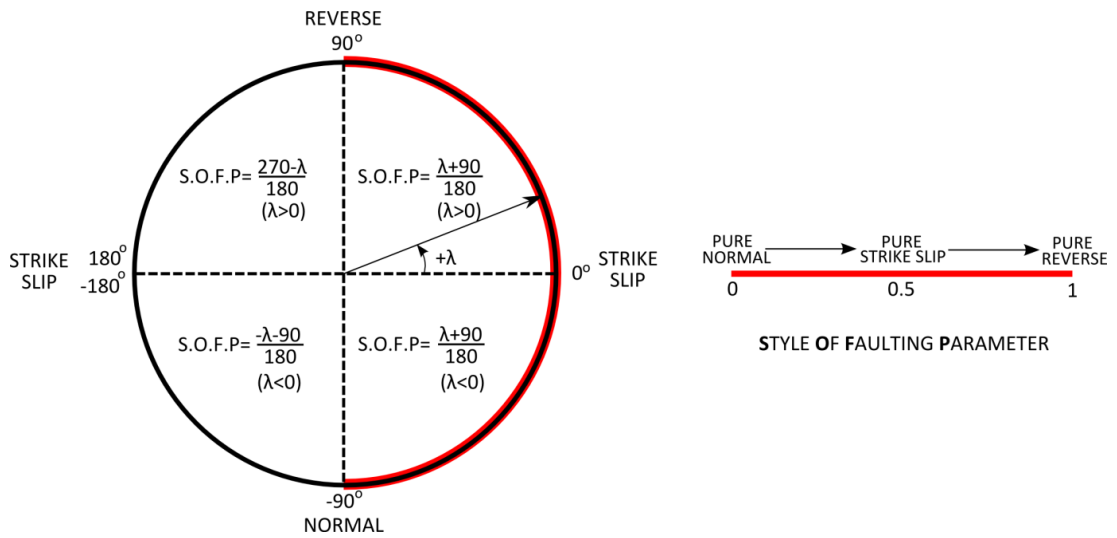 REVERSE
90°
S.O.F.P= 270-λ
180
(λ>0)
S.O.F.P= λ+90
180
(λ>0)
STRIKE
SLIP
180°
-180°
+λ
0°
STRIKE
SLIP
S.O.F.P= -λ-90
180
(λ<0)
S.O.F.P= λ+90
180
(λ<0)
-90°
NORMAL
PURE
NORMAL
PURE
STRIKE SLIP
PURE
REVERSE
0
0.5
1
STYLE OF FAULTING PARAMETER